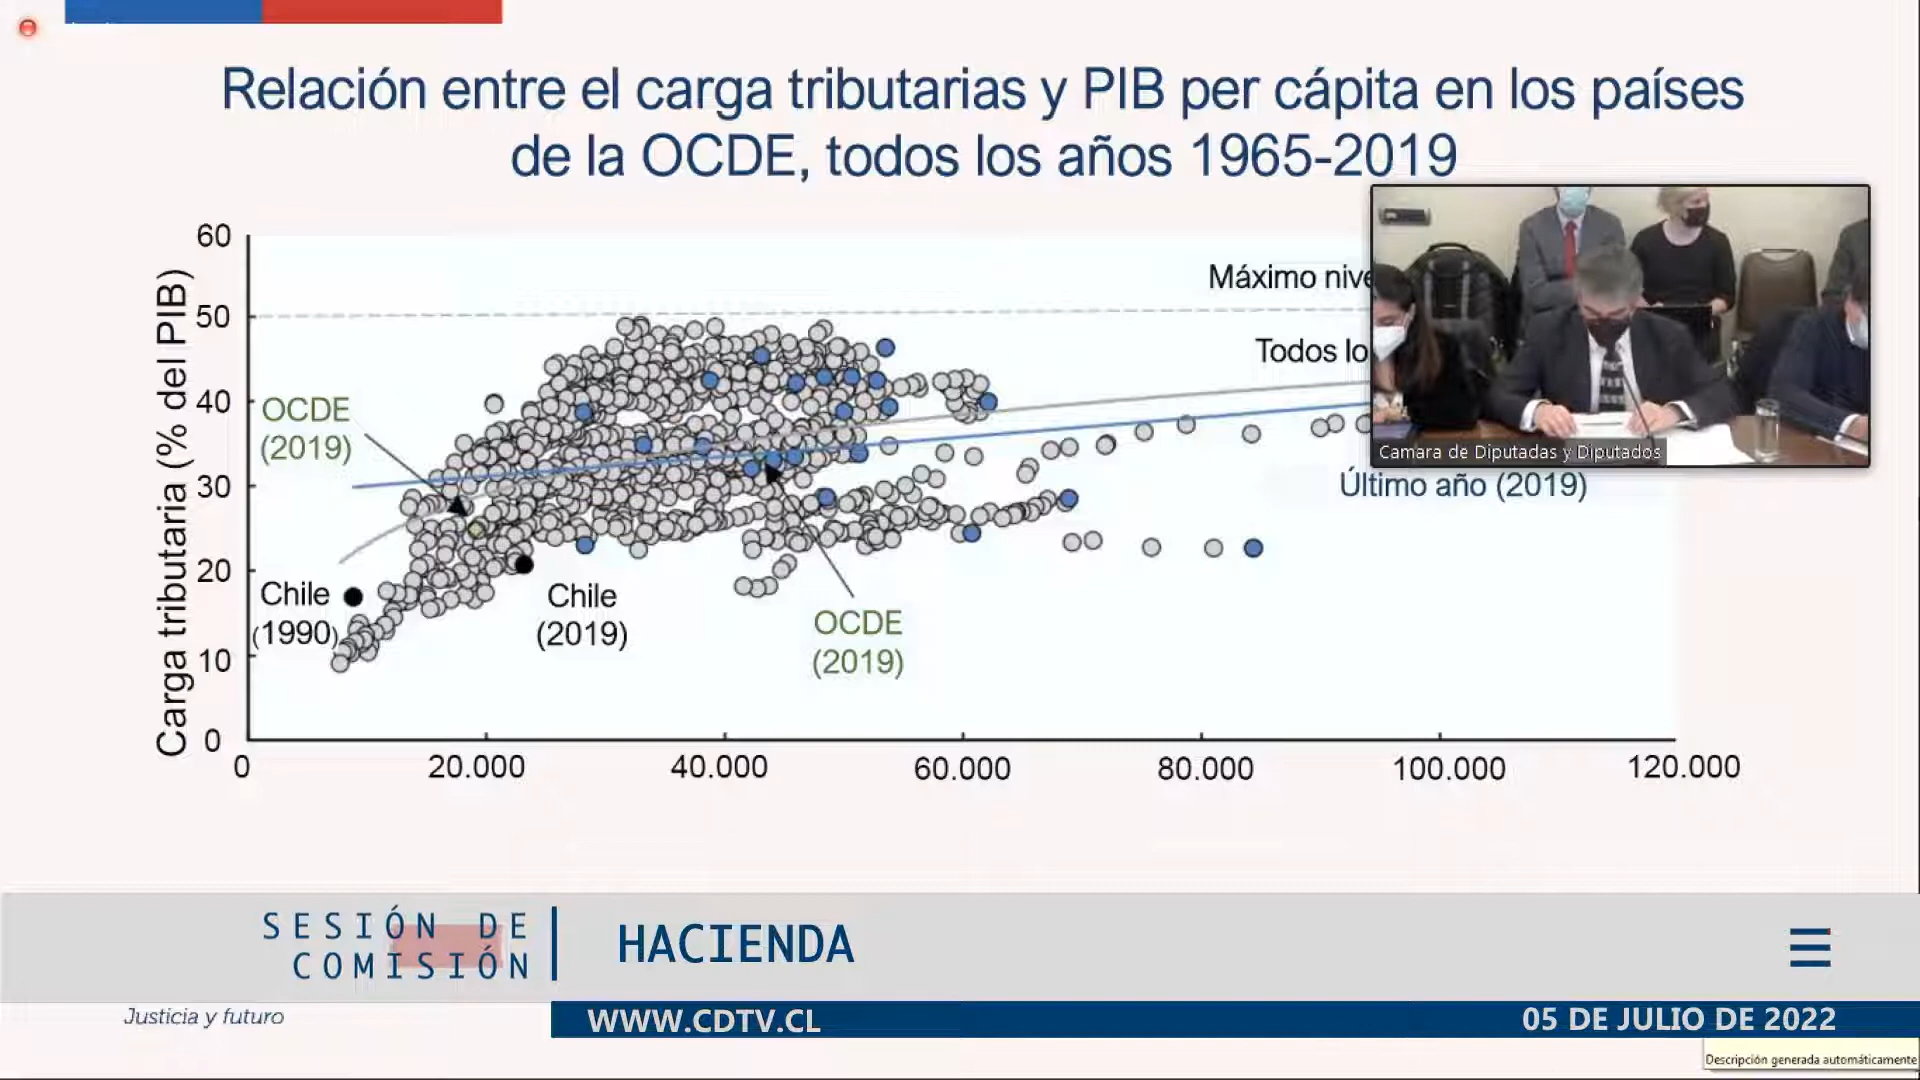 Relación entre el carga tributarias y PIB per cápita en los países
de la OCDE, todos los años 1965-2019
Carga tributaria (% del PIB)
60
50
40
30
20
10
0
Máximo nive
Todos lo
Último año (2019)
OCDE
(2019)
Chile
(1990)
Chile
(2019)
OCDE
(2019)
0
20.000
40.000
60.000
80.000
100.000
120.000
Camara de Diputadas y Diputados
SESIÓN DE
COMISIÓN
HACIENDA
Justicia y futuro
WWW.CDTV.CL
05 DE JULIO DE 2022
Descripción generada automáticamente